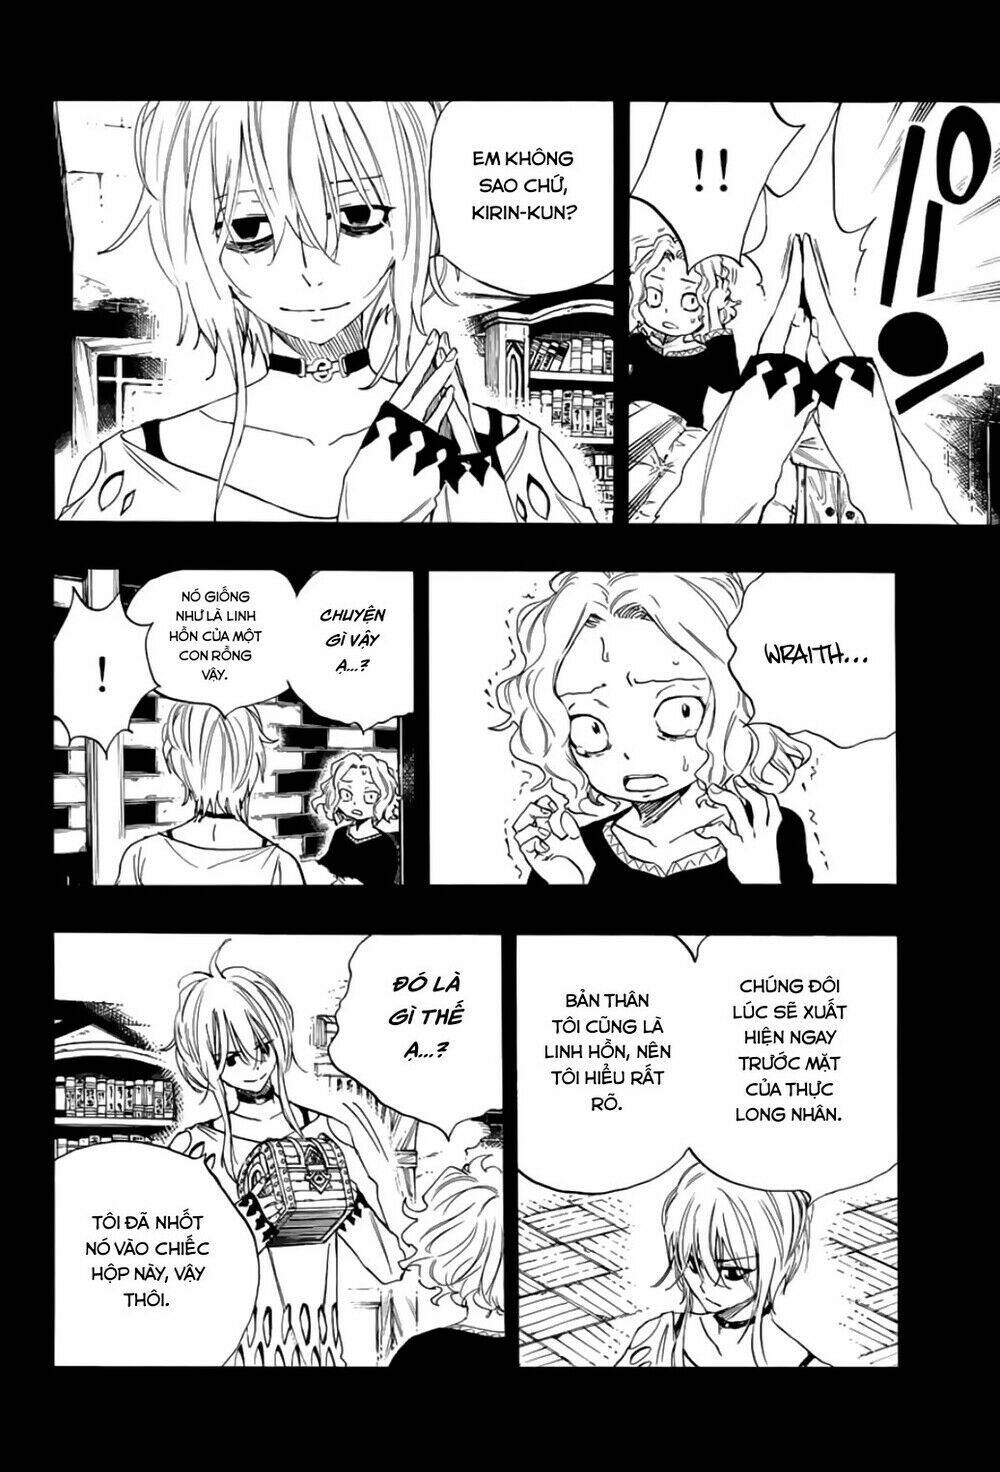 パン
!!
EM KHÔNG
SAO CHỨ,
KIRIN-KUN?
WRAITH...
CHUYỆN
GÌ VẬY
Ạ...?
NÓ GIỐNG
NHƯ LÀ LINH
HỒN CỦA MỘT
CON RỒNG
VẬY.
!
CHÚNG ĐÔI
LÚC SẼ XUẤT
HIỆN NGAY
TRƯỚC MẶT
CỦA THỰC
LONG NHÂN.
BẢN THÂN
TÔI CŨNG LÀ
LINH HỒN, NÊN
TÔI HIỂU RẤT
RÕ.
ĐÓ LÀ
GÌ THẾ
Ạ...?
TÔI ĐÃ NHỐT
NÓ VÀO CHIẾC
HỘP NÀY, VẬY
THÔI.